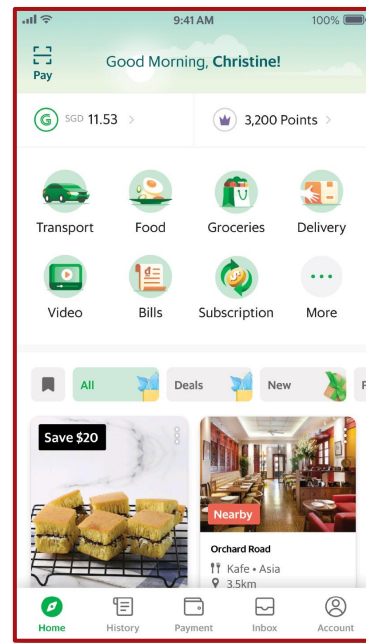 9:41 AM
100%
Pay
Good Morning, Christine!
G SGD 11.53 >
3,200 Points >
Transport
Food
Groceries
Delivery
Video
Bills
Subscription
More
All
Deals
New
F
Save $20
Nearby
Orchard Road
Kafe • Asia
3.5km
Home
History
Payment
Inbox
Account